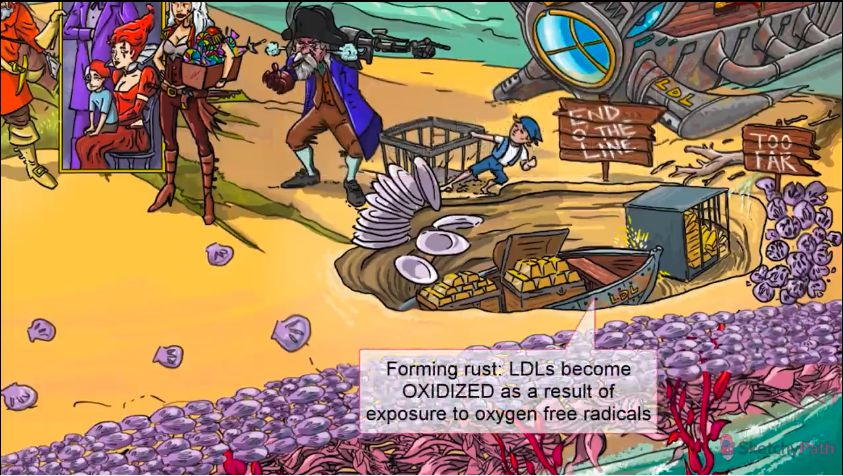 LDL
END
O THE
LINE
TOO
FAR
LDL
Forming rust: LDLs become
OXIDIZED as a result of
exposure to oxygen free radicals
SketchyPath